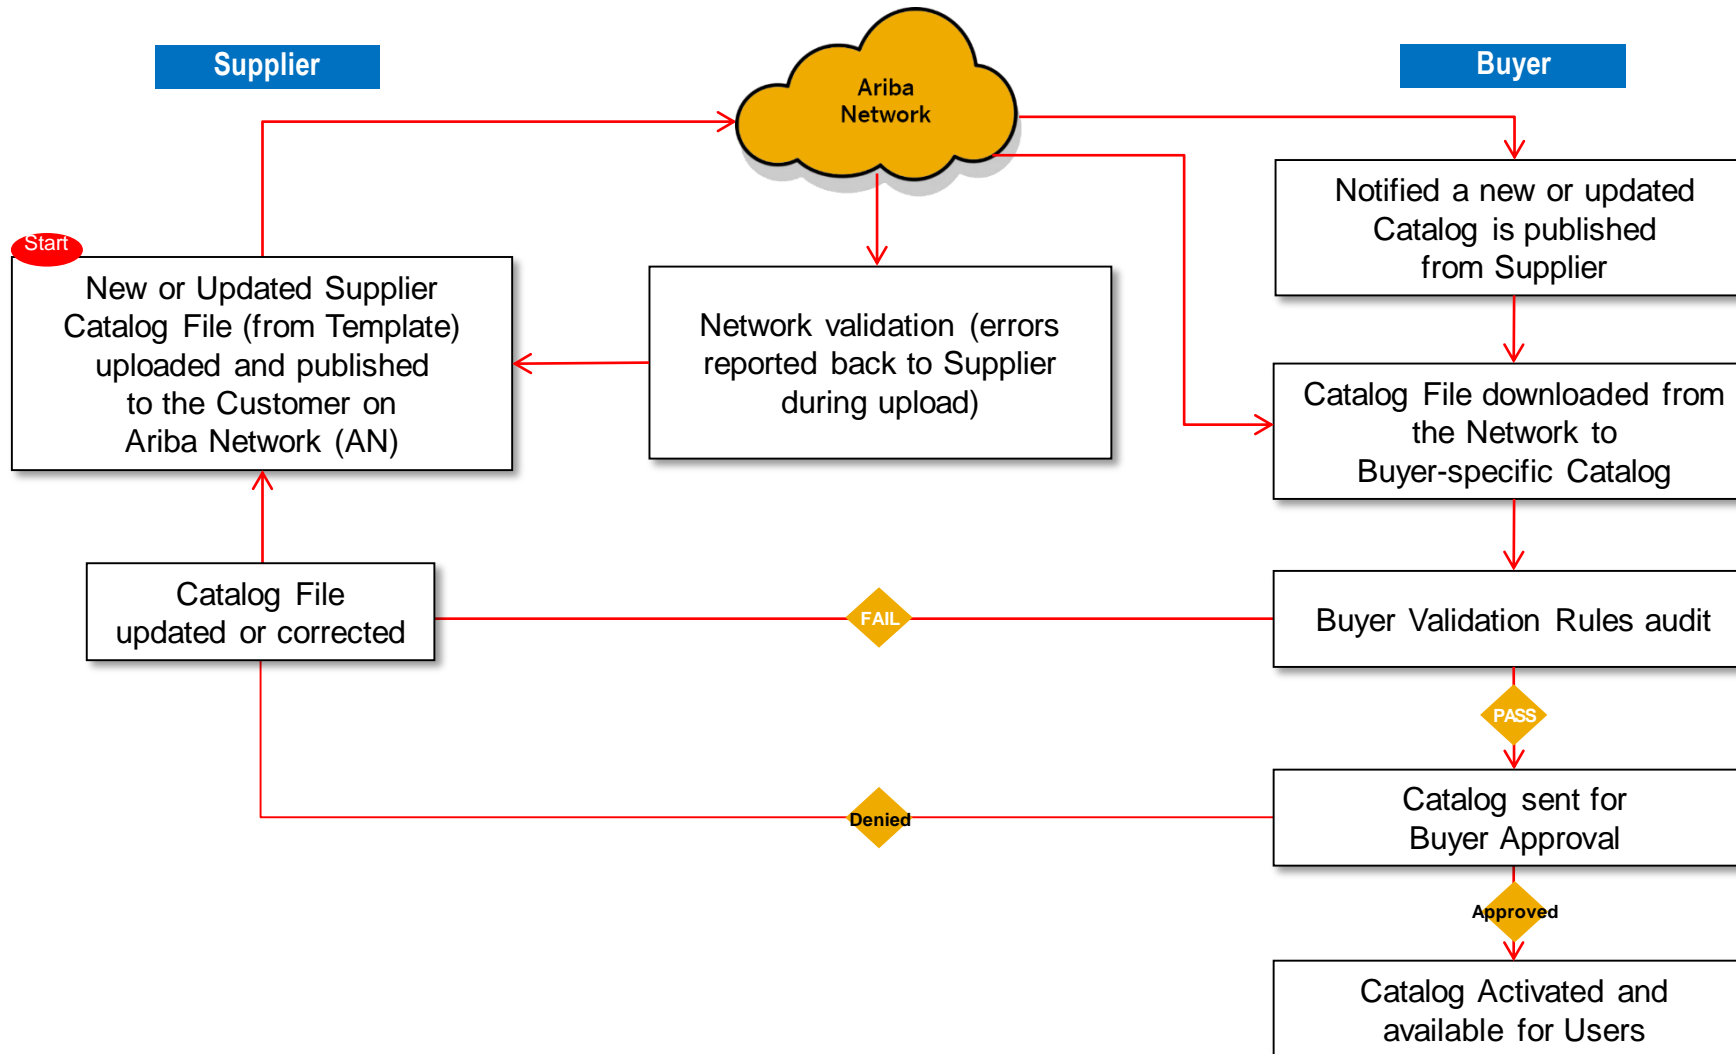 Supplier
Ariba
Network
Buyer
Start
New or Updated Supplier
Catalog File (from Template)
uploaded and published
to the Customer on
Ariba Network (AN)
Network validation (errors
reported back to Supplier
during upload)
Notified a new or updated
Catalog is published
from Supplier
Catalog File downloaded from
the Network to
Buyer-specific Catalog
Catalog File
updated or corrected
FAIL
Buyer Validation Rules audit
PASS
Denied
Catalog sent for
Buyer Approval
Approved
Catalog Activated and
available for Users